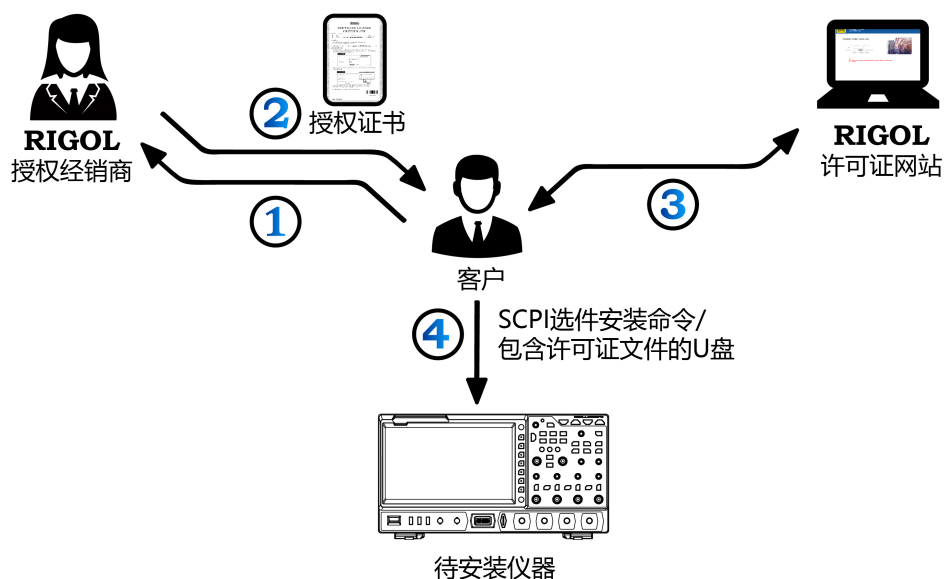 RIGOL
授权经销商
②
授权证书
①
客户
③
RIGOL
许可证网站
④
SCPI选件安装命令/
包含许可证文件的U盘
待安装仪器